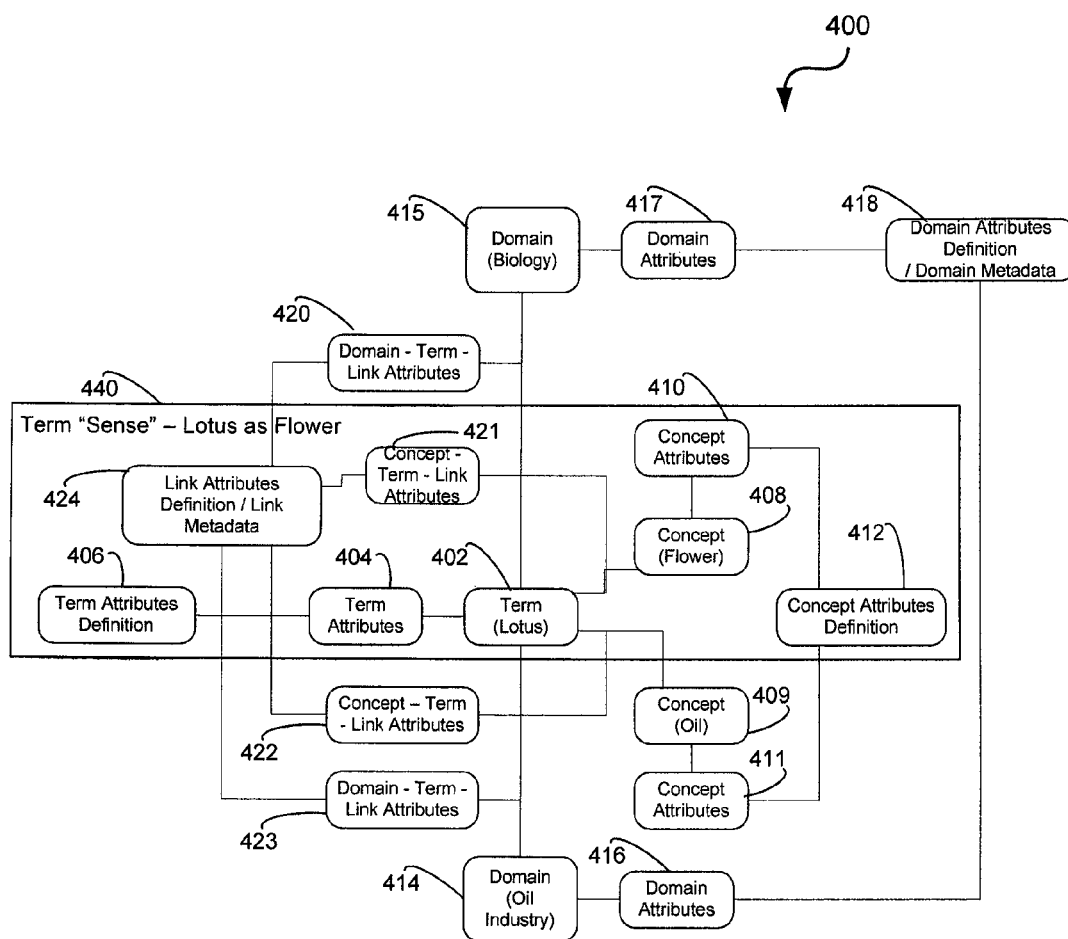 400
415
417
418
Domain
(Biology)
Domain
Attributes
Domain Attributes
Definition
/ Domain Metadata
420
Domain - Term -
Link Attributes
440
410
Term "Sense" – Lotus as Flower
421
Concept
Attributes
Concept -
Term - Link
Attributes
424
Link Attributes
Definition / Link
Metadata
408
Concept
(Flower)
406
404
402
412
Term Attributes
Definition
Term
Attributes
Term
(Lotus)
Concept Attributes
Definition
Concept – Term
- Link Attributes
422
Concept
(Oil)
409
411
Domain - Term -
Link Attributes
423
Concept
Attributes
414
Domain
(Oil
Industry)
416
Domain
Attributes